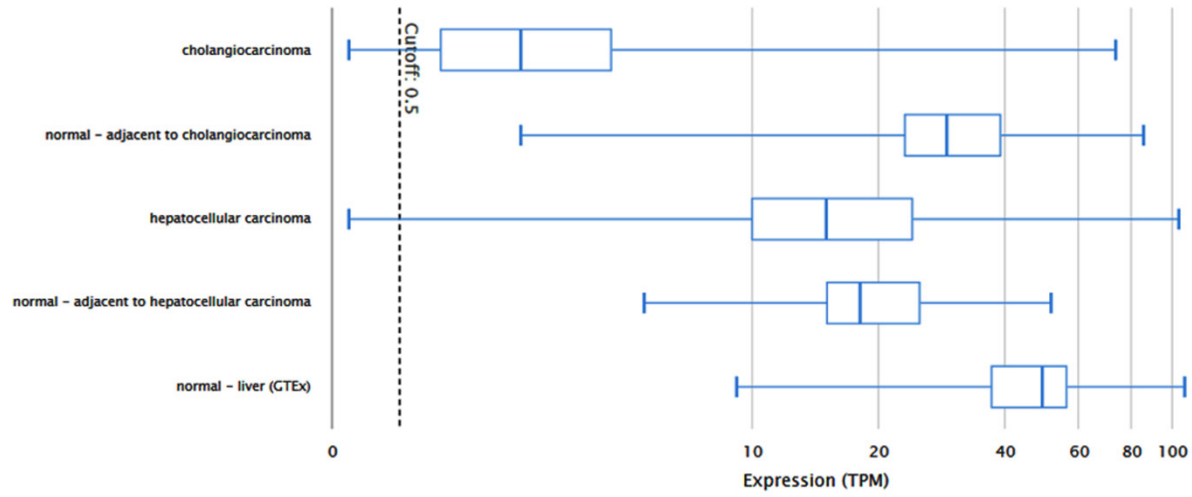 cholangiocarcinoma
Cutoff: 0.5
normal - adjacent to cholangiocarcinoma
hepatocellular carcinoma
normal - adjacent to hepatocellular carcinoma
normal - liver (GTEx)
0 10 20 40 60 80 100
Expression (TPM)